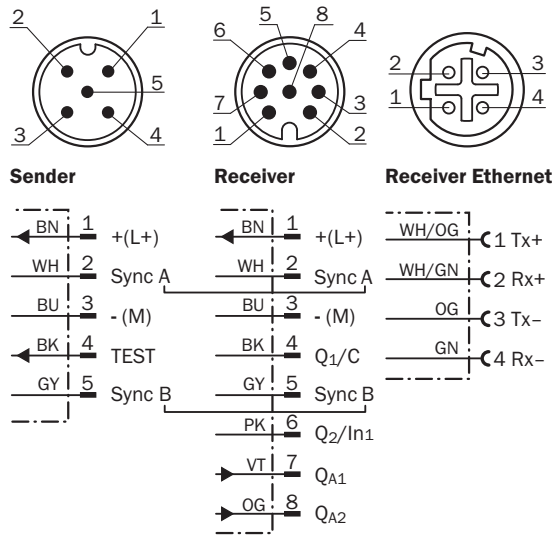 2 1
5
3 4
5 8
6 4
7 3
1 2
2 3
1 4
Sender Receiver Receiver Ethernet
BN 1 +(L+)
WH 2 Sync A
BU 3 - (M)
BK 4 TEST
GY 5 Sync B
BN 1 +(L+)
WH 2 Sync A
BU 3 - (M)
BK 4 Q1/C
GY 5 Sync B
PK 6 Q2/In1
VT 7 QA1
OG 8 QA2
WH/OG 1 Tx+
WH/GN 2 Rx+
OG 3 Tx–
GN 4 Rx–